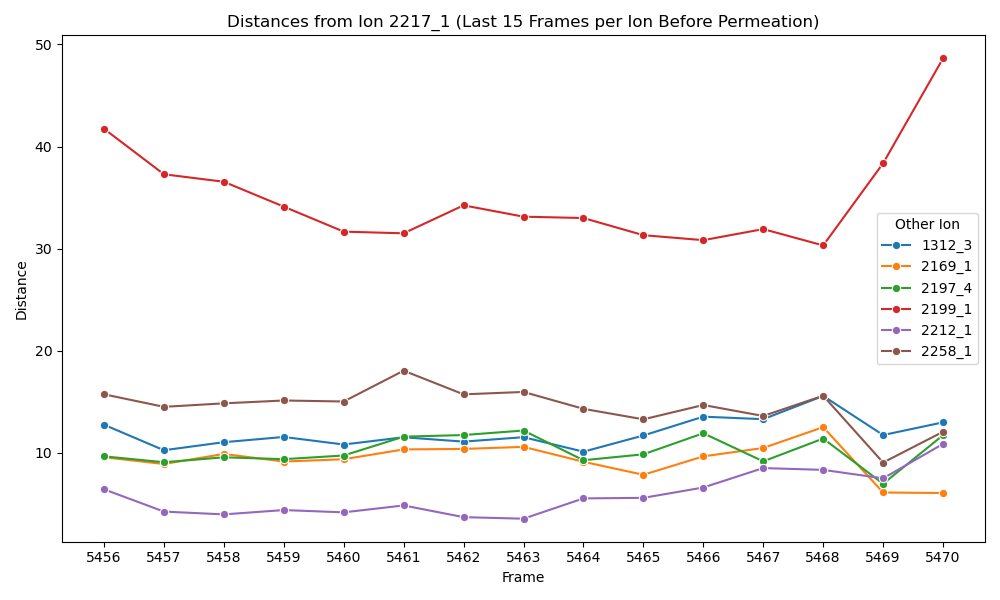 Distances from Ion 2217_1 (Last 15 Frames per Ion Before Permeation)
50
40
30
20
10
Distance
Other Ion
1312_3
2169_1
2197_4
2199_1
2212_1
2258_1
5456 5457 5458 5459 5460 5461 5462 5463 5464 5465 5466 5467 5468 5469 5470
Frame